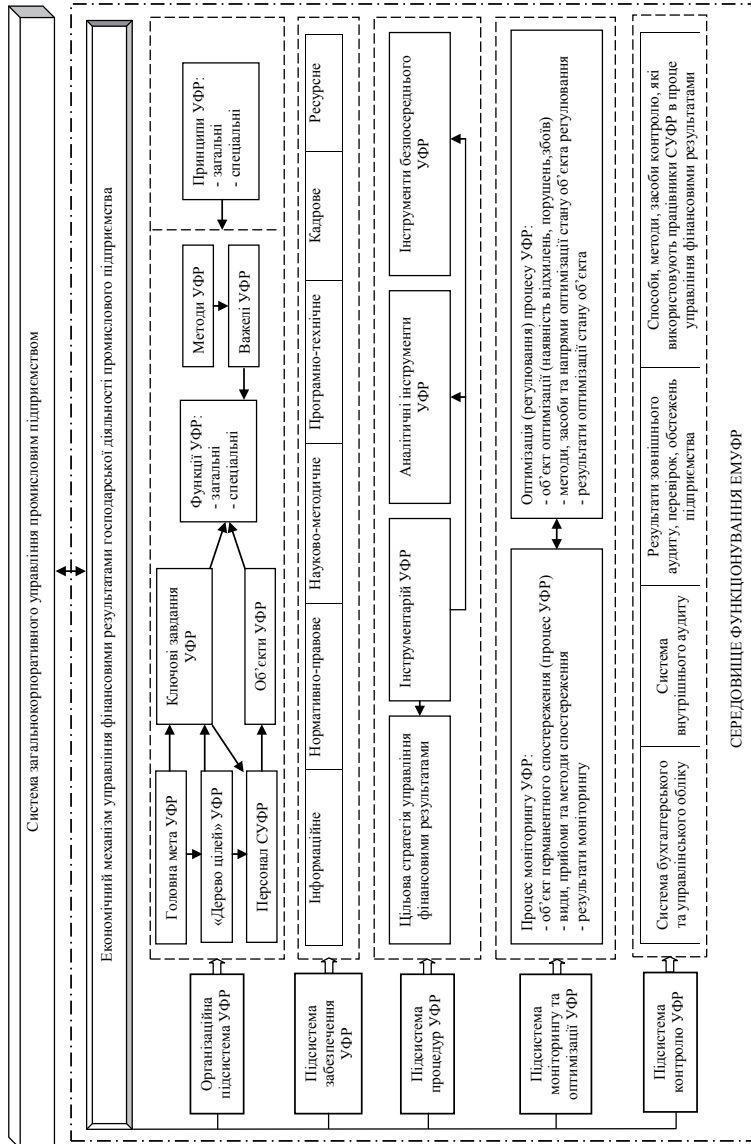 Система загальнокорпоративного управління промисловим підприємством
Економічний механізм управління фінансовими результатами господарської діяльності промислового підприємства
Організаційна
підсистема УФР
Головна мета УФР
«Дерево цілей» УФР
Персонал СУФР
Ключові завдання
УФР
Об’єкти УФР
Функції УФР:
- загальні
- спеціальні
Методи УФР
Важелі УФР
Принципи УФР:
- загальні
- спеціальні
Підсистема
забезпечення
УФР
Інформаційне
Нормативно-правове
Науково-методичне
Програмно-технічне
Кадрове
Ресурсне
Підсистема
процедур УФР
Цільова стратегія управління
фінансовими результатами
Інструментарій УФР
Аналітичні інструменти
УФР
Інструменти безпосереднього
УФР
Підсистема
моніторингу та
оптимізації УФР
Процес моніторингу УФР:
- об’єкт перманентного спостереження (процес УФР)
- види, прийоми та методи спостереження
- результати моніторингу
Оптимізація (регулювання) процесу УФР:
- об’єкт оптимізації (наявність відхилень, порушень,збоїв)
- методи, засоби та напрями оптимізації стану об’єкта регулювання
- результати оптимізації стану об’єкта
Підсистема
контролю УФР
Система бухгалтерського
та управлінського обліку
Система
внутрішнього аудиту
Результати зовнішнього
аудиту, перевірок, обстежень
підприємства
Способи, методи, засоби контролю, які
використовують працівники СУФР в проце
управління фінансовими результатами
СЕРЕДОВИЩЕ ФУНКЦІОНУВАННЯ ЕМУФР